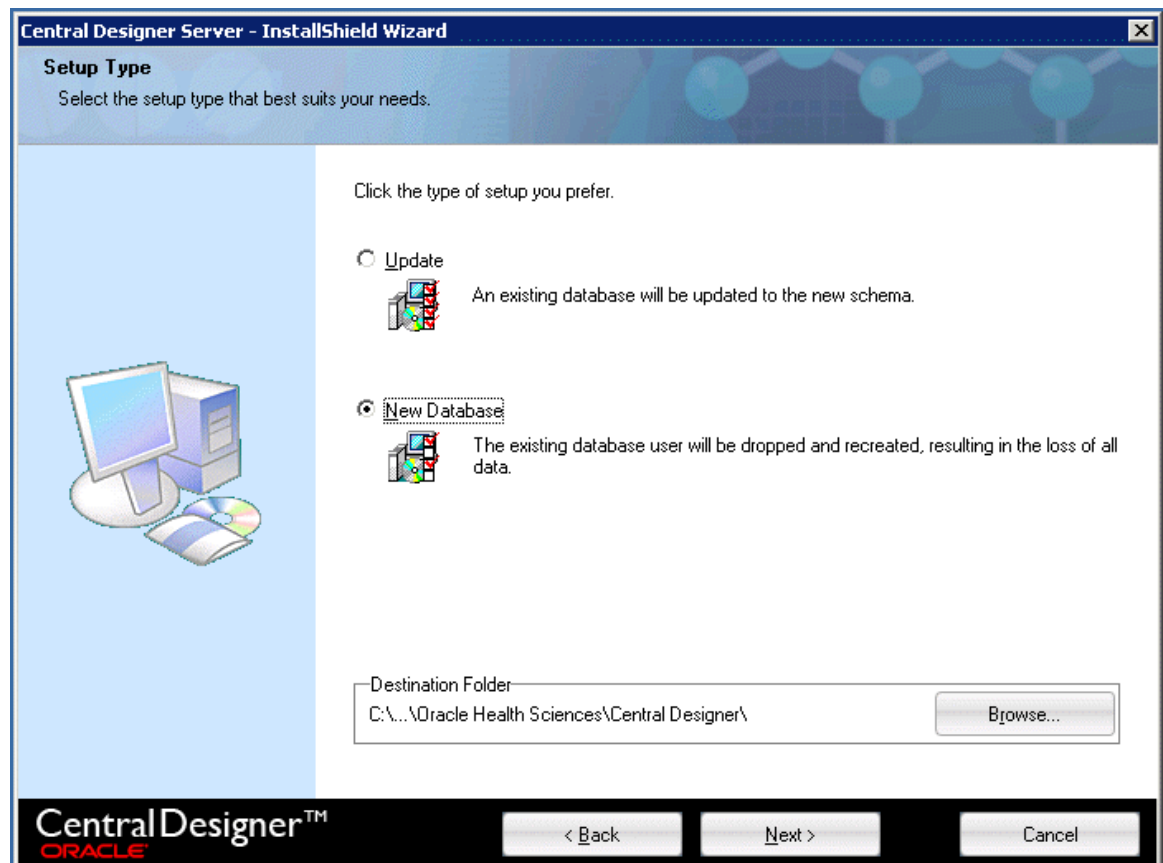 Central Designer Server - InstallShield Wizard
Setup Type
Select the setup type that best suits your needs.
Click the type of setup you prefer.
Update
An existing database will be updated to the new schema.
New Database
The existing database user will be dropped and recreated, resulting in the loss of all
data.
Destination Folder
C:\...\Oracle Health Sciences\Central Designer\
Browse...
CentralDesigner™
ORACLE
< Back
Next >
Cancel